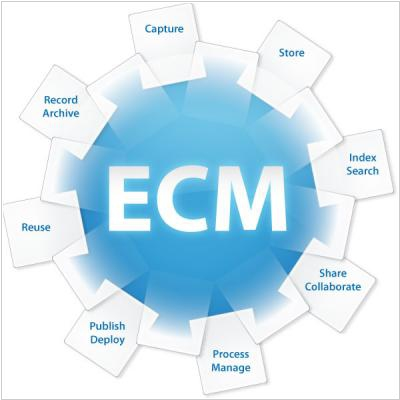 Capture
Store
Index
Search
Share
Collaborate
Process
Manage
Publish
Deploy
Reuse
Record
Archive
ECM